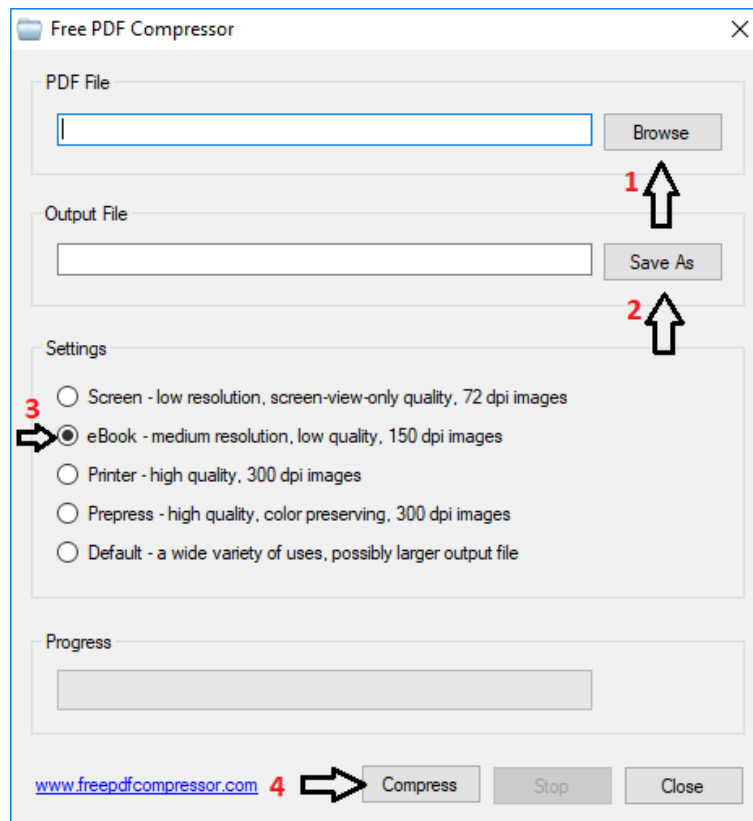 Free PDF Compressor
PDF File
Browse
1
Output File
Save As
2
Settings
Screen - low resolution, screen-view-only quality, 72 dpi images
3
eBook - medium resolution, low quality, 150 dpi images
Printer - high quality, 300 dpi images
Prepress - high quality, color preserving, 300 dpi images
Default - a wide variety of uses, possibly larger output file
Progress
www.freepdfcompressor.com 4 Compress Stop Close